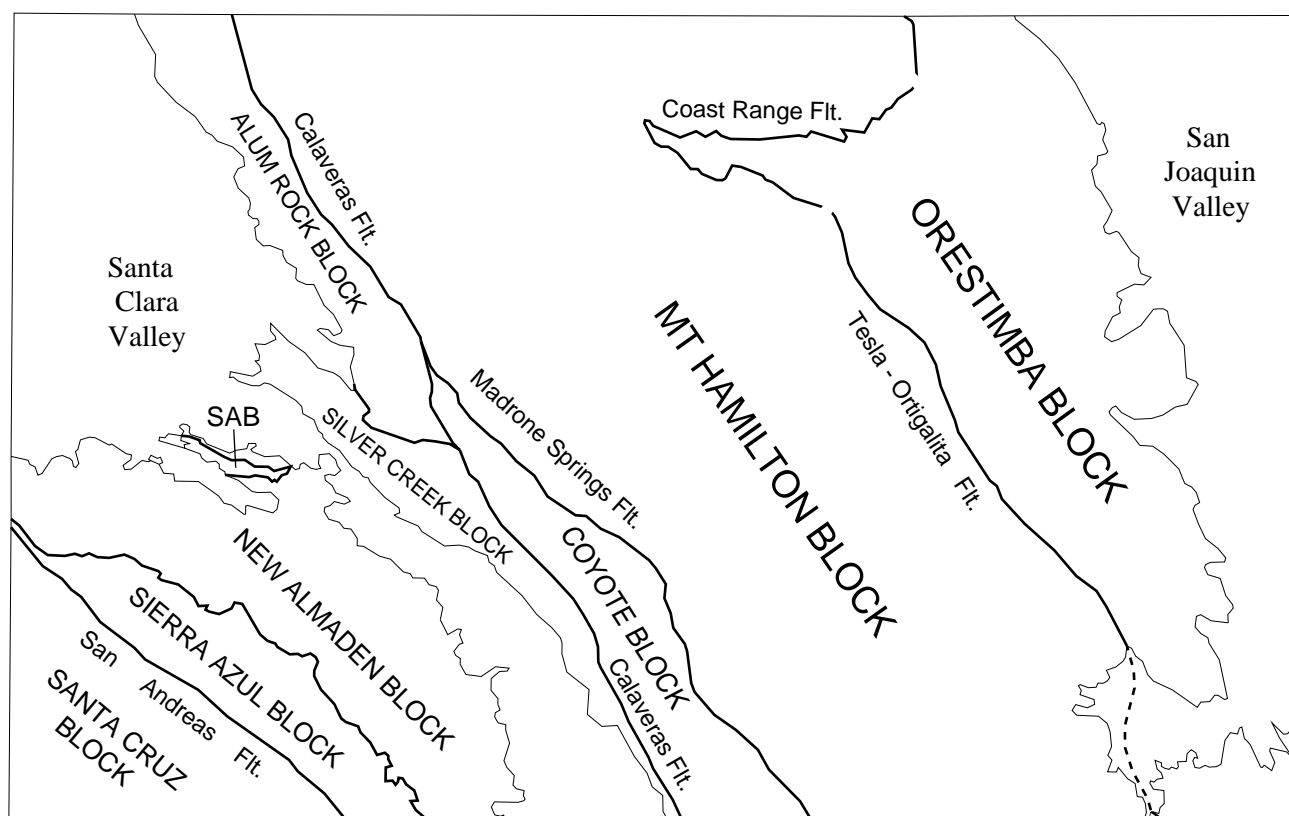 Coast Range Flt.
San
Joaquin
Valley
Calaveras Flt.
ALUM ROCK BLOCK
ORESTIMBA BLOCK
Santa
Clara
Valley
MT HAMILTON BLOCK
Tesla - Ortigalita Flt.
Madrone Springs Flt.
SAB
SILVER CREEK BLOCK
COYOTE BLOCK
NEW ALMADEN BLOCK
SIERRA AZUL BLOCK
San Andreas Flt.
Calaveras Flt.
SANTA CRUZ
BLOCK